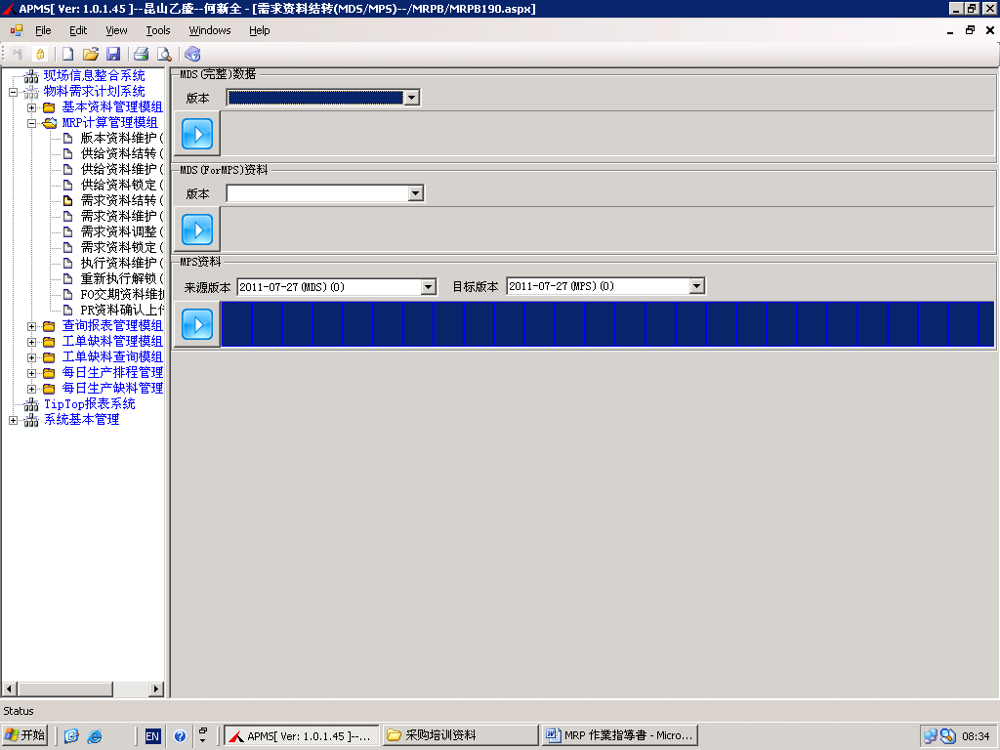 APMS[ Ver: 1.0.1.45 ]--昆山乙盛--何新全 - [需求资料结转(MDS/MPS)--/MRPB/MRPB190.aspx]
File Edit View Tools Windows Help
现场信息整合系统
物料需求计划系统
基本资料管理模组
MRP计算管理模组
版本资料维护(
供给资料结转(
供给资料维护(
供给资料锁定(
需求资料结转(
需求资料维护(
需求资料调整(
需求资料锁定(
执行资料维护(
重新执行解锁(
FO交期资料维护
PR资料确认上传
查询报表管理模组
工单缺料管理模组
工单缺料查询模组
每日生产排程管理
每日生产缺料管理
TipTop报表系统
系统基本管理
MDS(完整)数据
版本
MDS(ForMPS)资料
版本
MPS资料
来源版本 2011-07-27(MDS)(0) 目标版本 2011-07-27(MPS)(0)
Status
开始 EN APMS[ Ver: 1.0.1.45 ]--... 采购培训资料 MRP 作業指導書 - Micro... 08:34